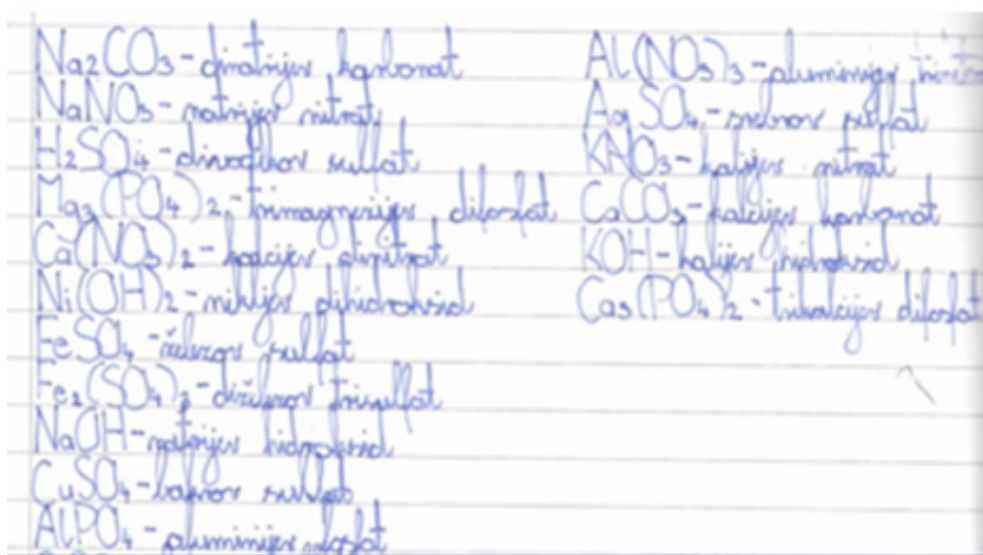 Na2CO3 - dinatrijev karbonat
NaNO3 - natrijev nitrat
H2SO4 - divodikov sulfat
Mg3(PO4)2 - trimagnezijev difosfat
Ca(NO3)2 - kalcijev dinitrat
Ni(OH)2 - nikljev dihidroksid
FeSO4 - železov sulfat
Fe2(SO4)3 - diželezov trisulfat
NaOH - natrijev hidroksid
CuSO4 - bakrov sulfat
AlPO4 - aluminijev fosfat
Al(NO3)3 - aluminijev
AgSO4 - srebrov sulfat
KNO3 - kalijev nitrat
CaCO3 - kalcijev karbonat
KOH - kalijev hidroksid
Ca3(PO4)2 - trikalcijev difosfat